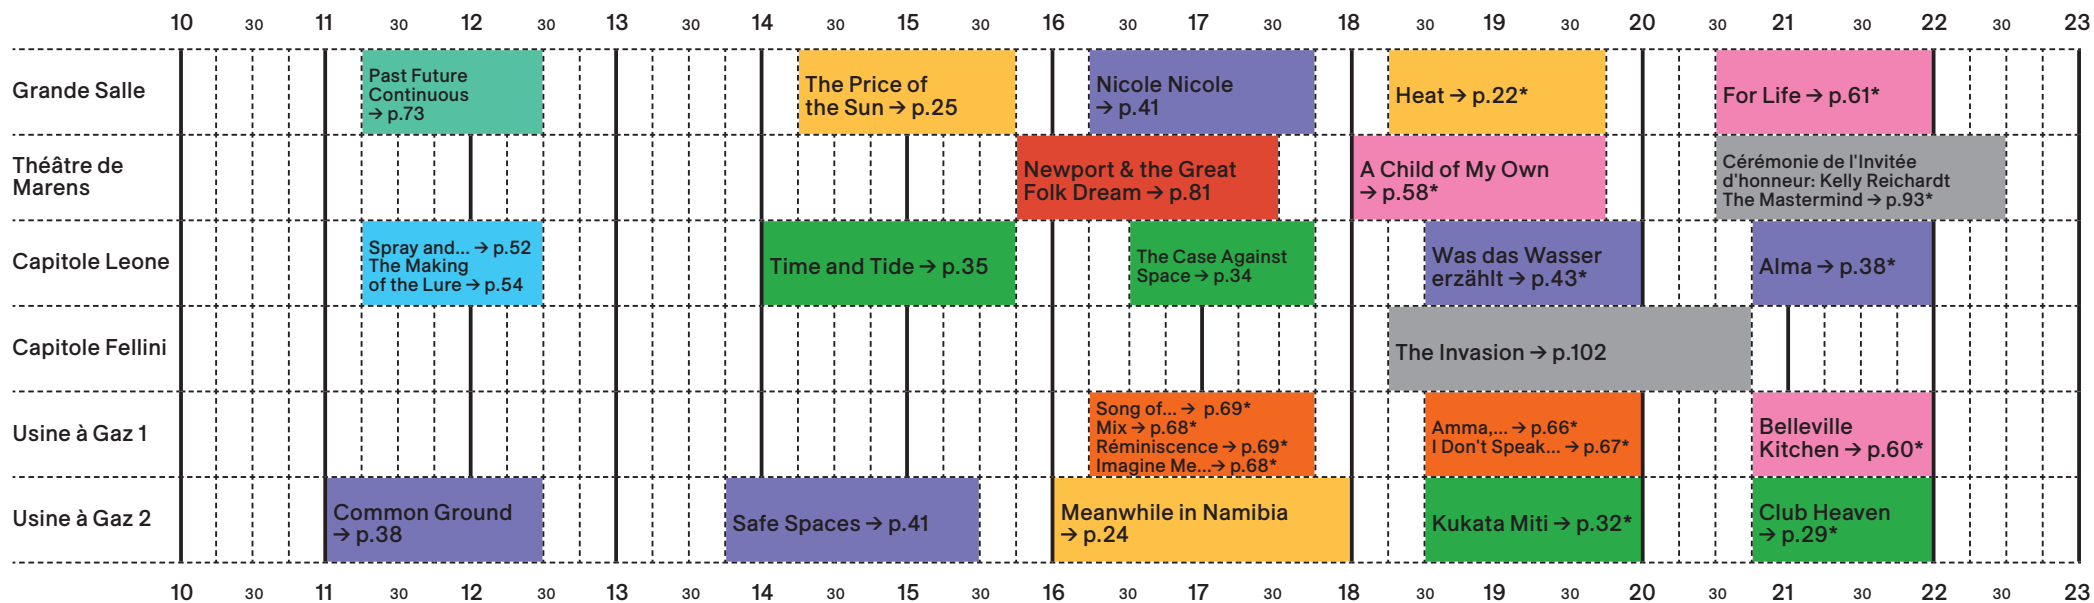 10 30 11 30 12 30 13 30 14 30 15 30 16 30 17 30 18 30 19 30 20 30 21 30 22 30 23
Grande Salle
Past Future
Continuous
→ p.73
The Price of
the Sun → p.25
Nicole Nicole
→ p.41
Heat → p.22*
For Life → p.61*
Théâtre de
Marens
Newport & the Great
Folk Dream → p.81
A Child of My Own
→ p.58*
Cérémonie de l'Invitée
d'honneur: Kelly Reichardt
The Mastermind → p.93*
Capitole Leone
Spray and... → p.52
The Making
of the Lure → p.54
Time and Tide → p.35
The Case Against
Space → p.34
Was das Wasser
erzählt → p.43*
Alma → p.38*
Capitole Fellini
The Invasion → p.102
Usine à Gaz 1
Song of... → p.69*
Mix → p.68*
Réminiscence → p.69*
Imagine Me...→ p.68*
Amma,... → p.66*
I Don't Speak... → p.67*
Belleville
Kitchen → p.60*
Usine à Gaz 2
Common Ground
→ p.38
Safe Spaces → p.41
Meanwhile in Namibia
→ p.24
Kukata Miti → p.32*
Club Heaven
→ p.29*
10 30 11 30 12 30 13 30 14 30 15 30 16 30 17 30 18 30 19 30 20 30 21 30 22 30 23